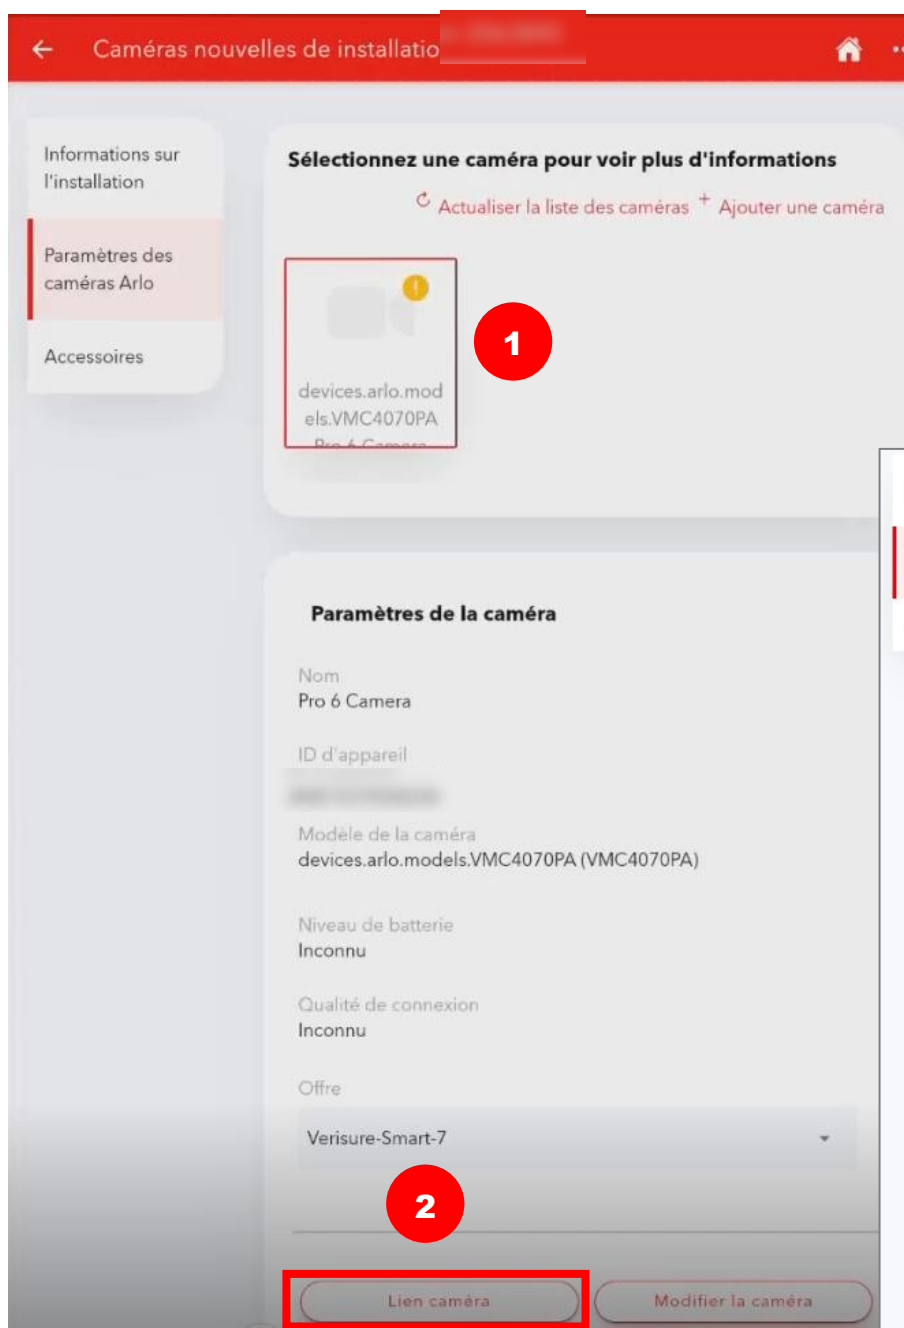 Caméras nouvelles de installatio
Informations sur
l'installation
Paramètres des
caméras Arlo
Accessoires
Sélectionnez une caméra pour voir plus d'informations
Actualiser la liste des caméras + Ajouter une caméra
1
devices.arlo.mod
els.VMC4070PA
Pro 6 Camera
Paramètres de la caméra
Nom
Pro 6 Camera
ID d'appareil
Modèle de la caméra
devices.arlo.models.VMC4070PA (VMC4070PA)
Niveau de batterie
Inconnu
Qualité de connexion
Inconnu
Offre
Verisure-Smart-7
2
Lien caméra
Modifier la caméra